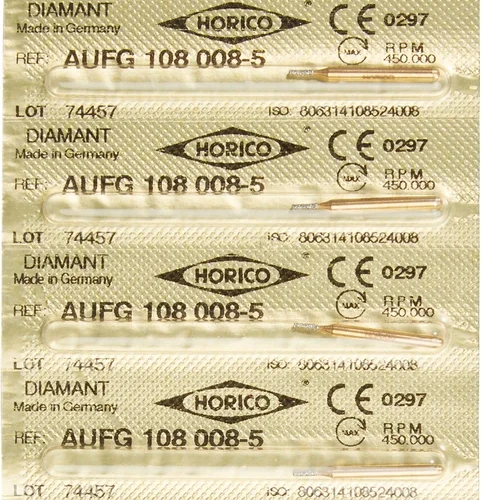 DIAMANT HORICO ® CE 0297
Made in Germany
REF: AUFG 108 008-5 MAX RPM 450.000
LOT 74457 ISO: 806314108524008
DIAMANT HORICO ® CE 0297
Made in Germany
REF: AUFG 108 008-5 MAX RPM 450.000
LOT 74457 ISO: 806314108524008
DIAMANT HORICO ® CE 0297
Made in Germany
REF: AUFG 108 008-5 MAX RPM 450.000
LOT 74457 ISO: 806314108524008
DIAMANT HORICO ® CE 0297
Made in Germany
REF: AUFG 108 008-5 MAX RPM 450.000
LOT 74457 ISO: 806314108524008